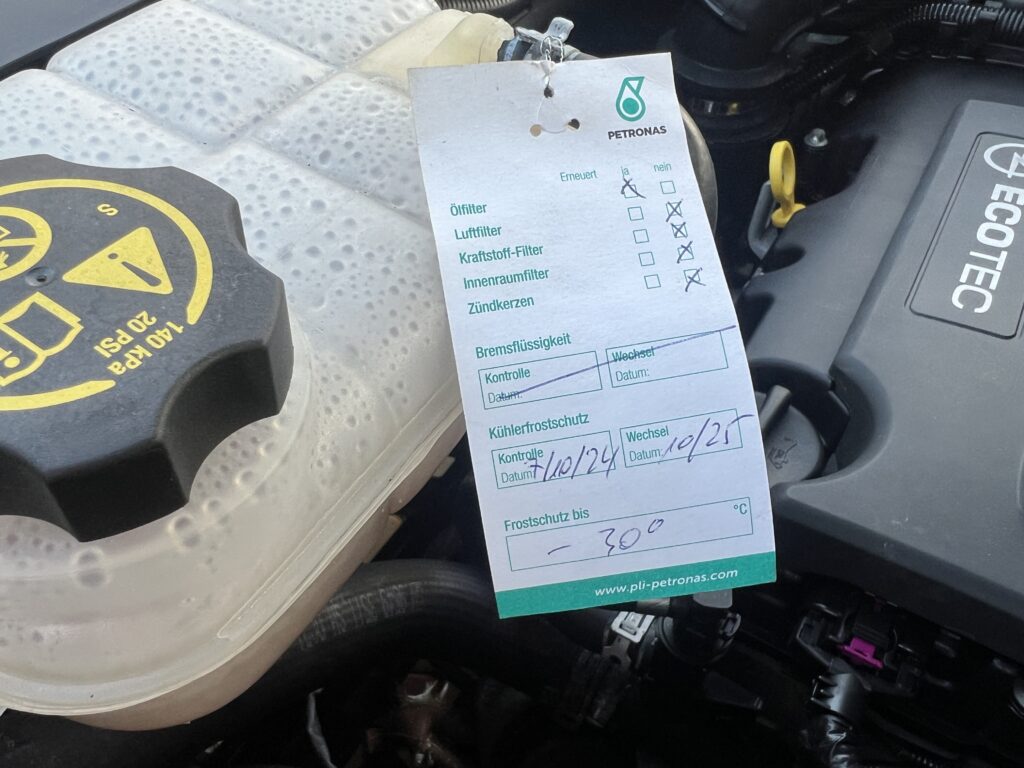 PETRONAS
Erneuert ja nein
Ölfilter
Luftfilter
Kraftstoff-Filter
Innenraumfilter
Zündkerzen
Bremsflüssigkeit
Kontrolle
Datum:
Wechsel
Datum:
Kühlerfrostschutz
Kontrolle
Datum: 7/10/24
Wechsel
Datum: 10/25
Frostschutz bis
- 30° °C
www.pli-petronas.com
S
140 kPa
20 PSI
ECOTEC